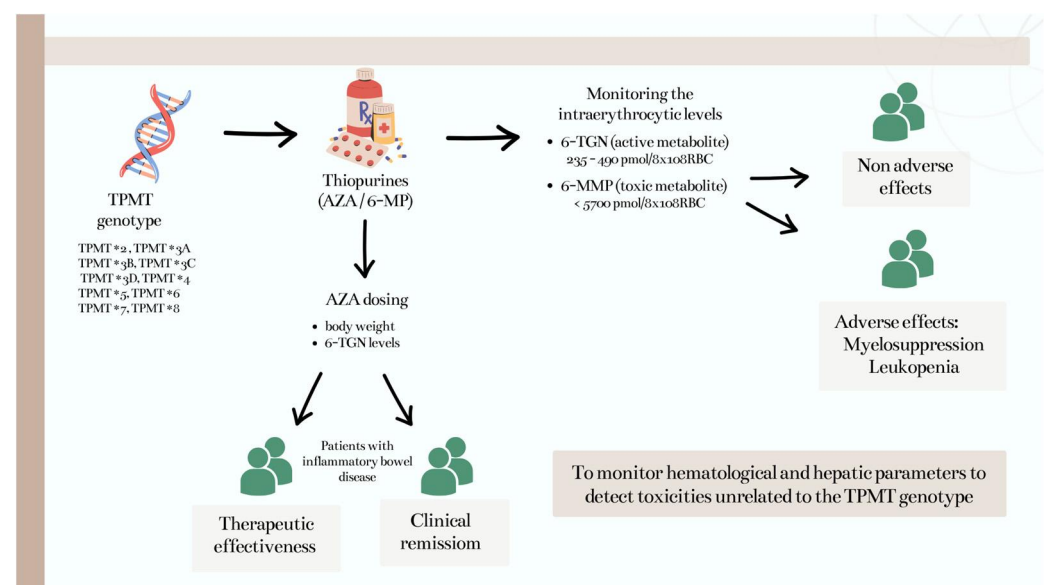 TPMT
genotype
TPMT *2 , TPMT *3A
TPMT *3B, TPMT *3C
TPMT *3D, TPMT *4
TPMT *5, TPMT *6
TPMT *7, TPMT *8
Rx
Thiopurines
(AZA / 6-MP)
AZA dosing
• body weight
• 6-TGN levels
Patients with
inflammatory bowel
disease
Therapeutic
effectiveness
Clinical
remissiom
Monitoring the
intraerythrocytic levels
• 6-TGN (active metabolite)
235 - 490 pmol/8x108RBC
• 6-MMP (toxic metabolite)
< 5700 pmol/8x108RBC
Non adverse
effects
Adverse effects:
Myelosuppression
Leukopenia
To monitor hematological and hepatic parameters to
detect toxicities unrelated to the TPMT genotype